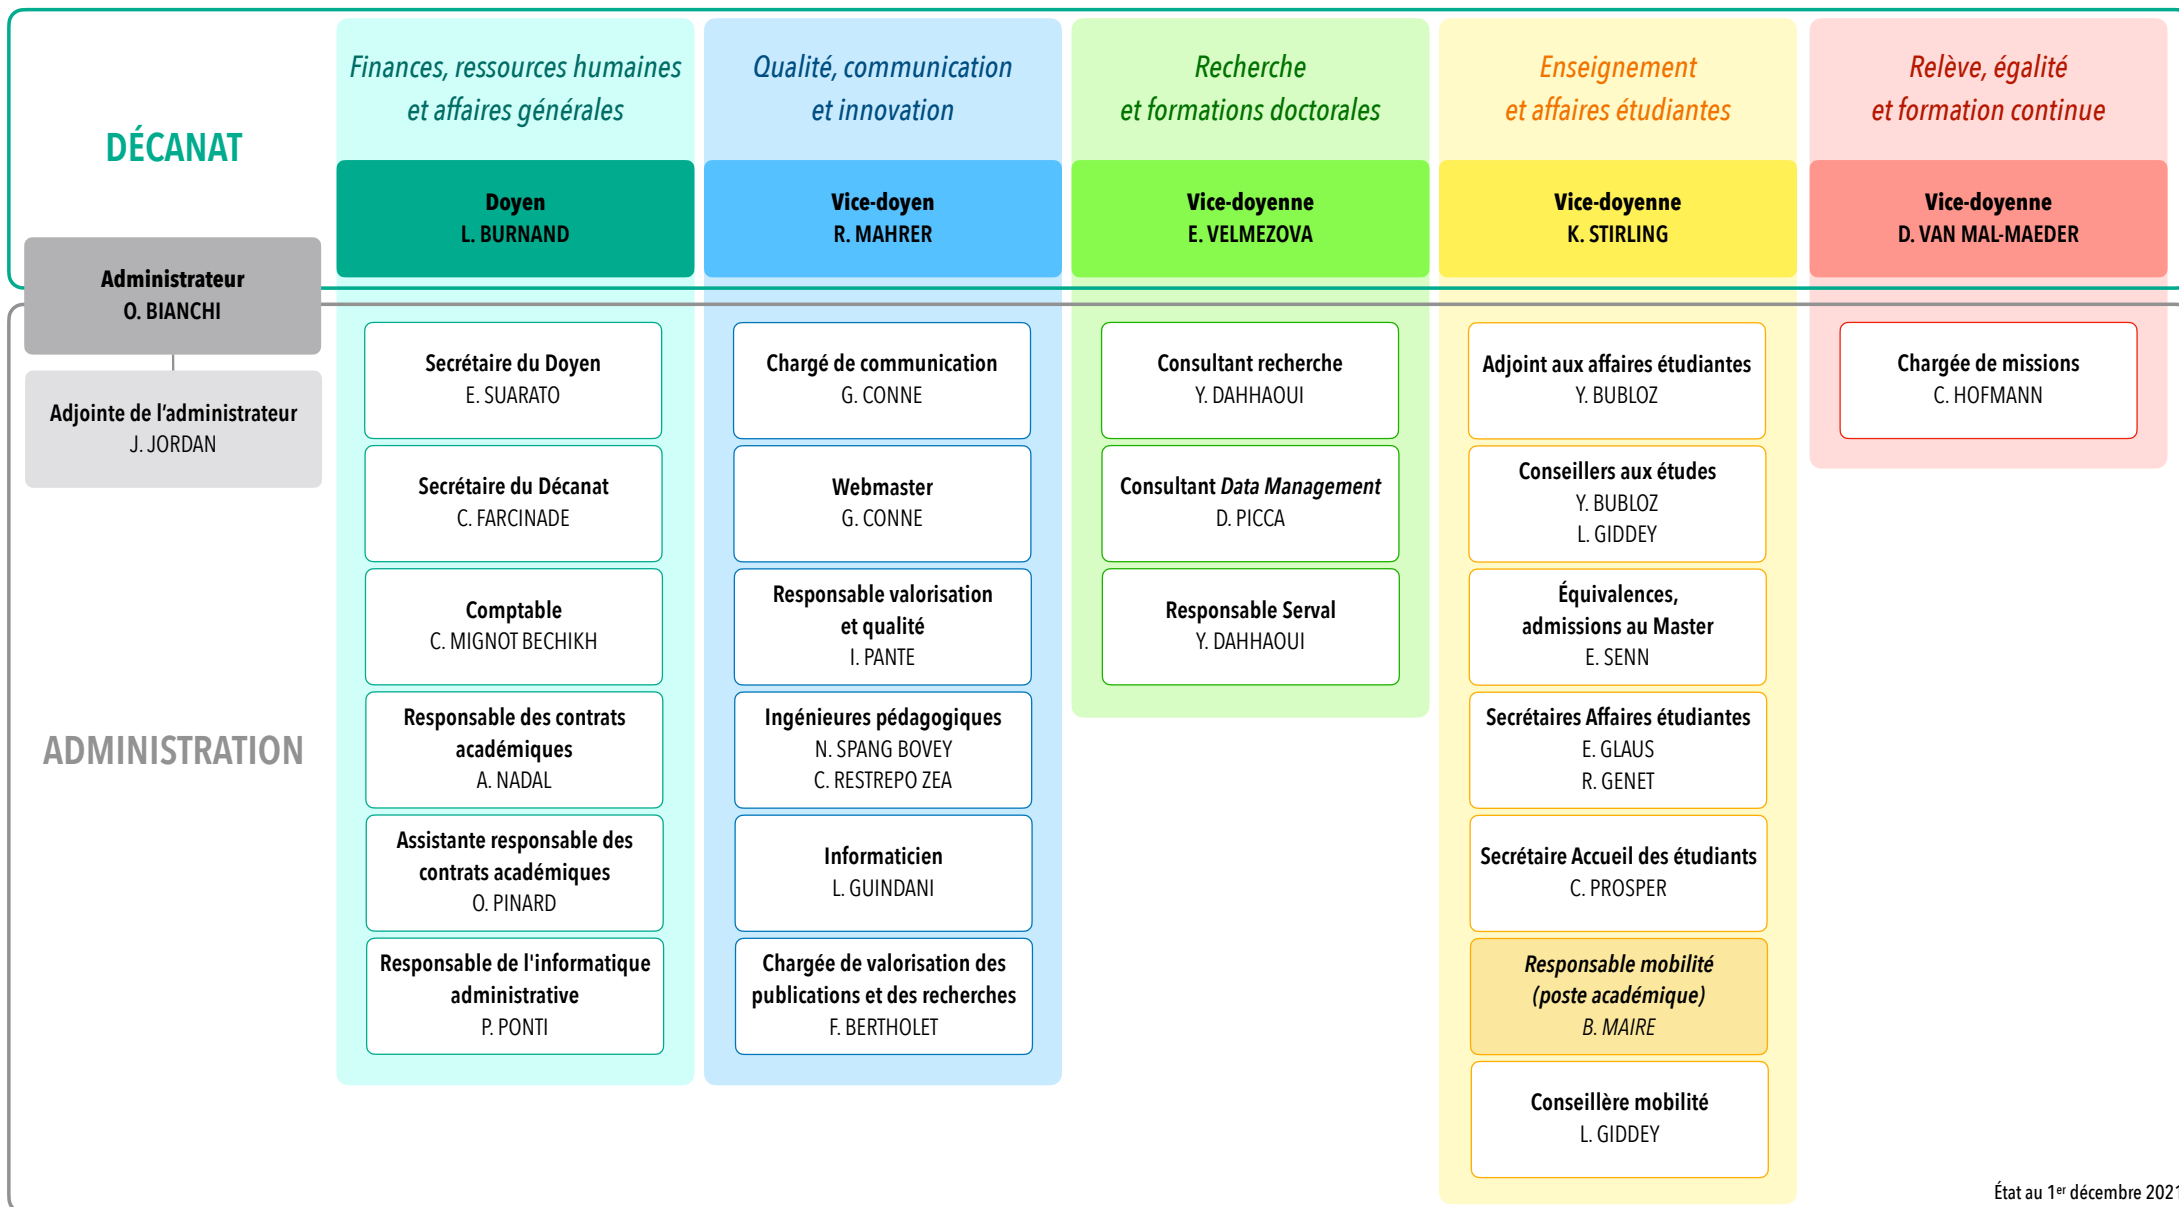 DÉCANAT
Administrateur
O. BIANCHI
Adjointe de l'administrateur
J. JORDAN
ADMINISTRATION
Finances, ressources humaines
et affaires générales
Doyen
L. BURNAND
Secrétaire du Doyen
E. SUARATO
Secrétaire du Décanat
C. FARCINADE
Comptable
C. MIGNOT BECHIKH
Responsable des contrats
académiques
A. NADAL
Assistante responsable des
contrats académiques
O. PINARD
Responsable de l'informatique
administrative
P. PONTI
Qualité, communication
et innovation
Vice-doyen
R. MAHRER
Chargé de communication
G. CONNE
Webmaster
G. CONNE
Responsable valorisation
et qualité
I. PANTE
Ingénieures pédagogiques
N. SPANG BOVEY
C. RESTREPO ZEA
Informaticien
L. GUINDANI
Chargée de valorisation des
publications et des recherches
F. BERTHOLET
Recherche
et formations doctorales
Vice-doyenne
E. VELMEZOVA
Consultant recherche
Y. DAHHAOUI
Consultant Data Management
D. PICCA
Responsable Serval
Y. DAHHAOUI
Enseignement
et affaires étudiantes
Vice-doyenne
K. STIRLING
Adjoint aux affaires étudiantes
Y. BUBLOZ
Conseillers aux études
Y. BUBLOZ
L. GIDDEY
Équivalences,
admissions au Master
E. SENN
Secrétaires Affaires étudiantes
E. GLAUS
R. GENET
Secrétaire Accueil des étudiants
C. PROSPER
Responsable mobilité
(poste académique)
B. MAIRE
Conseillère mobilité
L. GIDDEY
Relève, égalité
et formation continue
Vice-doyenne
D. VAN MAL-MAEDER
Chargée de missions
C. HOFMANN
État au 1er décembre 2021